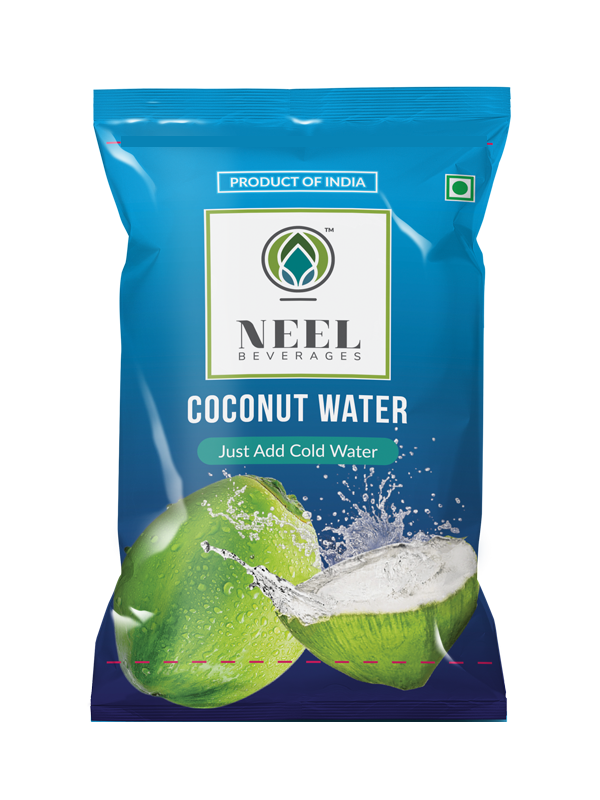 PRODUCT OF INDIA
TM
NEEL
BEVERAGES
COCONUT WATER
Just Add Cold Water